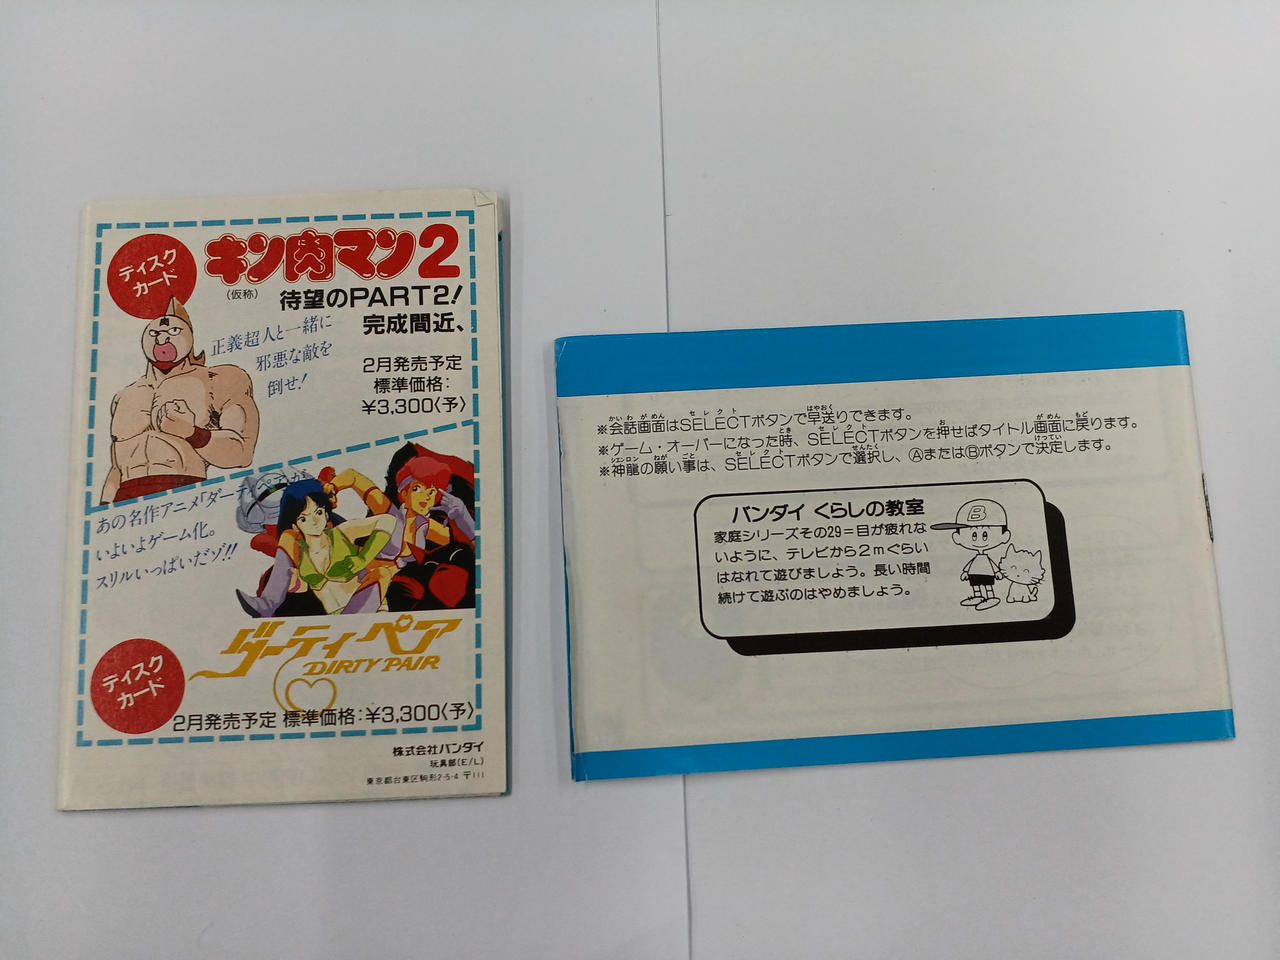 ディスク
カード
キン肉マン2
(仮称)
待望のPART2!
完成間近、
正義超人と一緒に
邪悪な敵を
倒せ!
2月発売予定
標準価格:
¥3,300〈予〉
肉
あの名作アニメ「ダーティペア」が
いよいよゲーム化。
スリルいっぱいだゾ!!
ダーティペア
DIRTY PAIR
ディスク
カード
2月発売予定 標準価格:¥3,300〈予〉
株式会社バンダイ
玩具部(E/L)
東京都台東区駒形2-5-4 〒111
※会話画面はSELECTボタンで早送りできます。
※ゲーム・オーバーになった時、SELECTボタンを押せばタイトル画面に戻ります。
※神龍の願い事は、SELECTボタンで選択し、ⒶまたはⒷボタンで決定します。
バンダイ くらしの教室
家庭シリーズその29=目が疲れな
いように、テレビから2mぐらい
はなれて遊びましょう。長い時間
続けて遊ぶのはやめましょう。
B